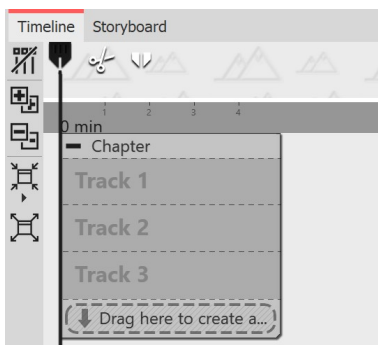 Timeline Storyboard
1 2 3 4
0 min
Chapter
Track 1
Track 2
Track 3
Drag here to create a...